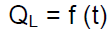 Q_L = f (t)